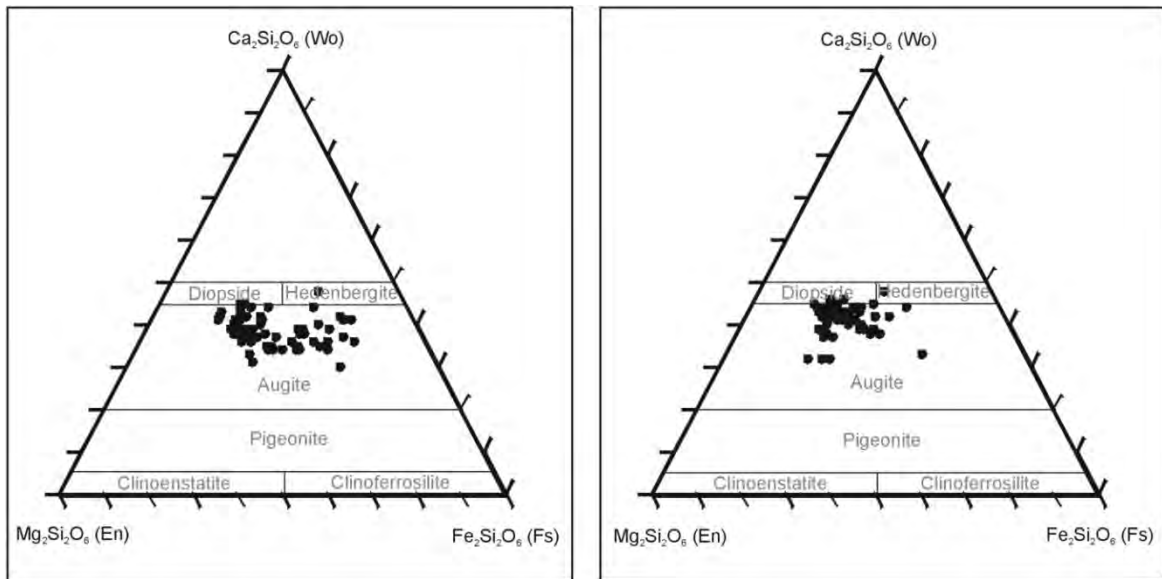 Ca₂Si₂O₆ (Wo)
Diopside
Hedenbergite
Augite
Pigeonite
Clinoenstatite
Clinoferrosilite
Mg₂Si₂O₆ (En)
Fe₂Si₂O₆ (Fs)
Ca₂Si₂O₆ (Wo)
Diopside
Hedenbergite
Augite
Pigeonite
Clinoenstatite
Clinoferrosilite
Mg₂Si₂O₆ (En)
Fe₂Si₂O₆ (Fs)